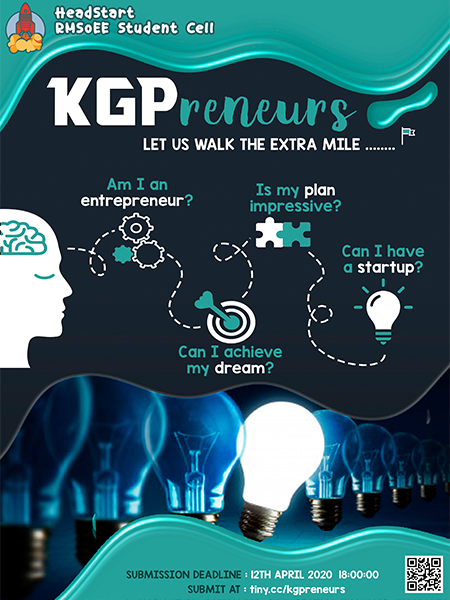 HeadStart
RMSoEE Student Cell
KGPreneurs
LET US WALK THE EXTRA MILE ........
Am I an
entrepreneur?
Is my plan
impressive?
Can I have
a startup?
Can I achieve
my dream?
SUBMISSION DEADLINE : 12TH APRIL 2020 18:00:00
SUBMIT AT : tiny.cc/kgpreneurs